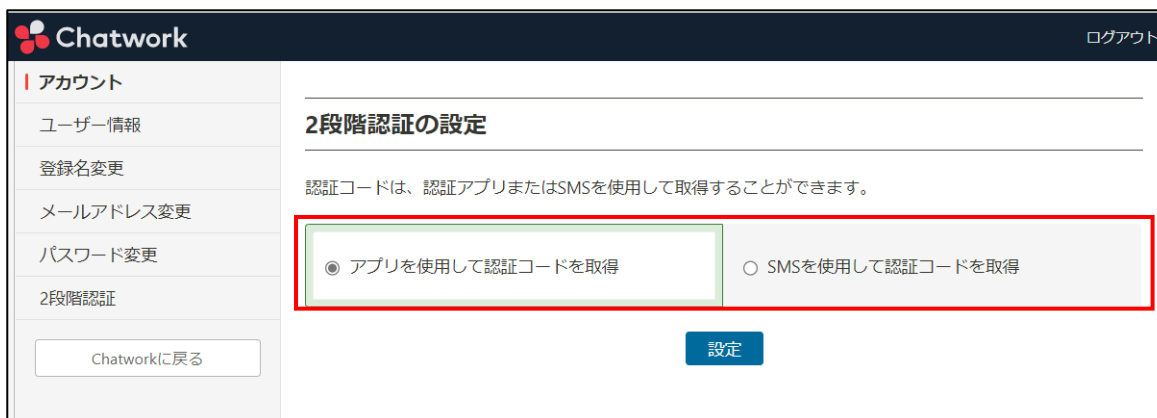 Chatwork
ログアウト
アカウント
ユーザー情報
登録名変更
メールアドレス変更
パスワード変更
2段階認証
Chatworkに戻る
2段階認証の設定
認証コードは、認証アプリまたはSMSを使用して取得することができます。
アプリを使用して認証コードを取得
SMSを使用して認証コードを取得
設定